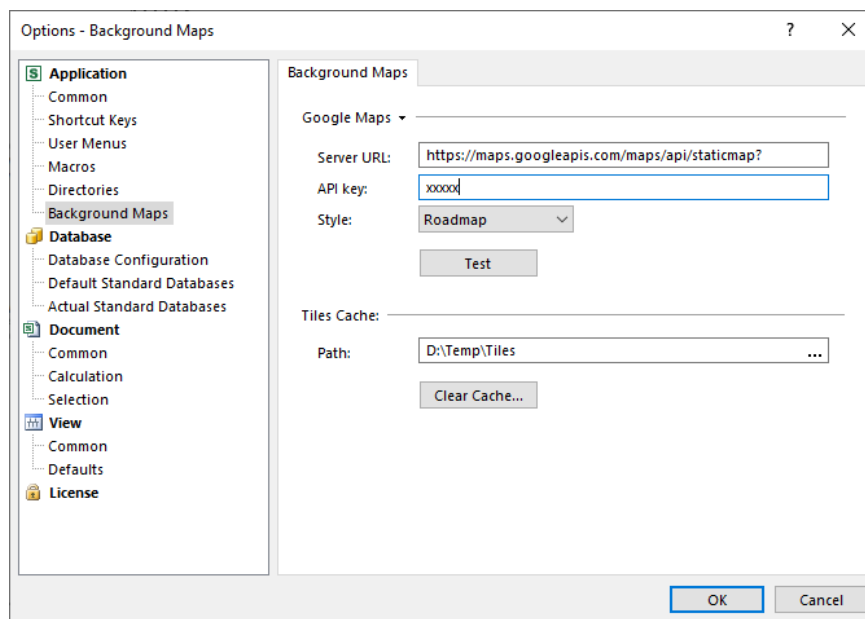 Options - Background Maps
?
Application
Common
Shortcut Keys
User Menus
Macros
Directories
Background Maps
Database
Database Configuration
Default Standard Databases
Actual Standard Databases
Document
Common
Calculation
Selection
View
Common
Defaults
License
Background Maps
Google Maps
Server URL: https://maps.googleapis.com/maps/api/staticmap?
API key: xxxxx
Style: Roadmap
Test
Tiles Cache:
Path: D:\Temp\Tiles ...
Clear Cache...
OK Cancel